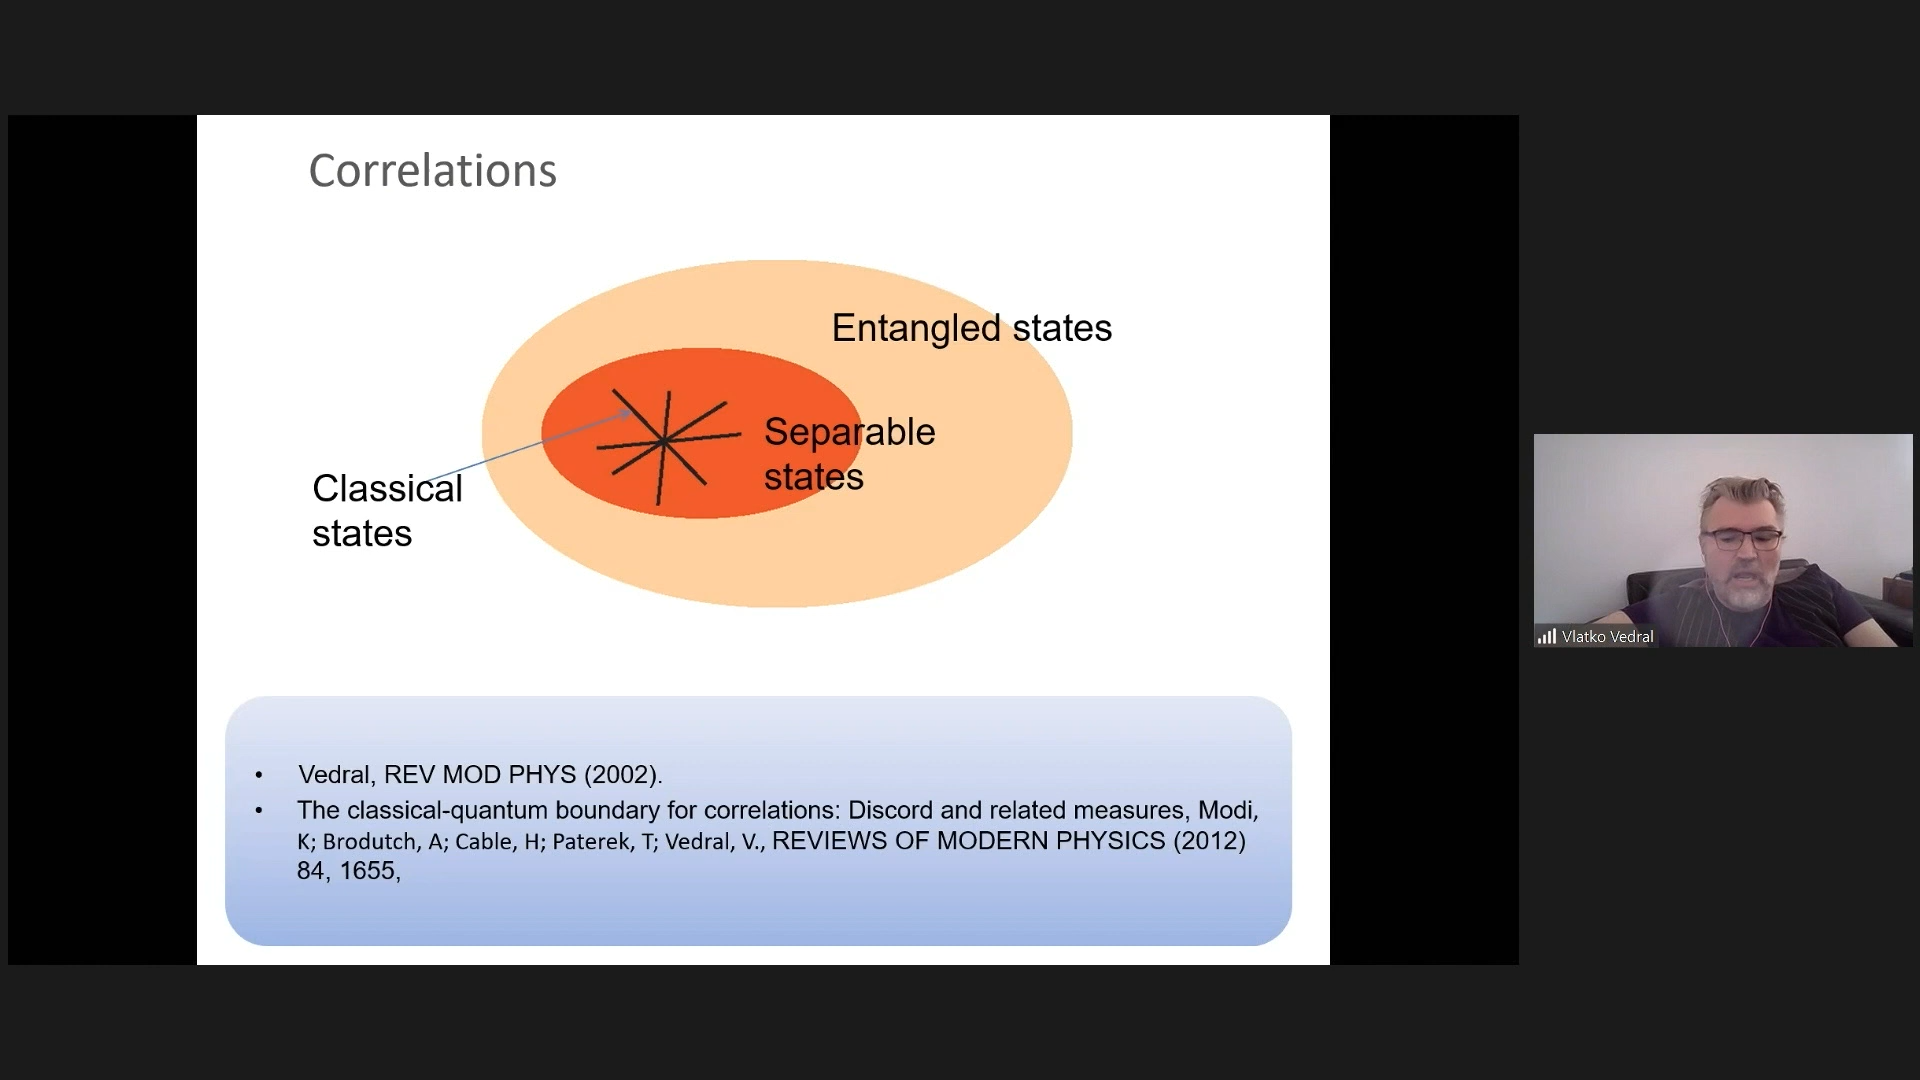 Correlations
Entangled states
Separable
states
Classical
states
• Vedral, REV MOD PHYS (2002).
• The classical-quantum boundary for correlations: Discord and related measures, Modi,
K; Brodutch, A; Cable, H; Paterek, T; Vedral, V., REVIEWS OF MODERN PHYSICS (2012)
84, 1655,
Vlatko Vedral